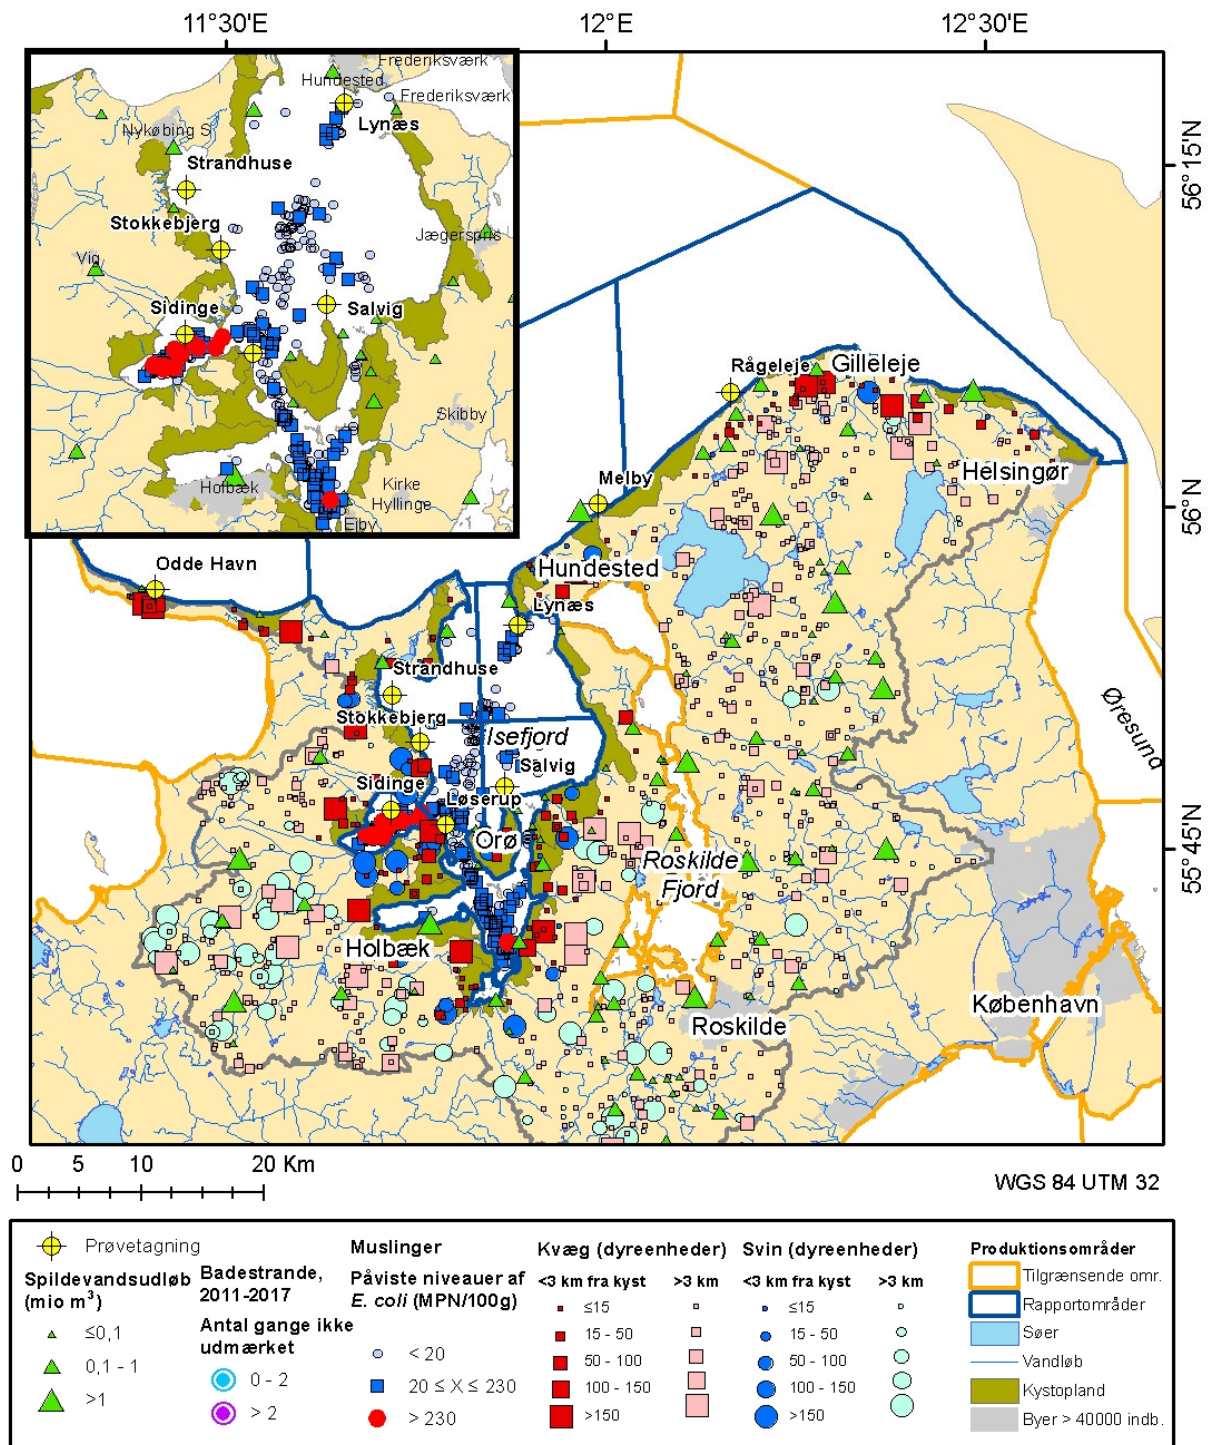 11°30'E
12°E
12°30'E
56°15'N
56°N
55°45'N
Frederiksværk
Hundested
Frederiksværk
Lynæs
Nykøbing S
Strandhuse
Stokkebjerg
Jægerspris
Vig
Sidinge
Salvig
Skibby
Holbæk
Kirke
Hyllinge
Ejby
Rågeleje
Gilleleje
Helsingør
Melby
Odde Havn
Hundested
Lynæs
Strandhuse
Stokkebjerg
Isefjord
Salvig
Sidinge
Løserup
Orø
Øresund
Roskilde
Fjord
Holbæk
Roskilde
København
0 5 10 20 Km
WGS 84 UTM 32
Prøvetagning
Spildevandsudløb
(mio m³)
≤0,1
0,1 - 1
>1
Badestrande,
2011-2017
Antal gange ikke
udmærket
0 - 2
> 2
Muslinger
Påviste niveauer af
E. coli (MPN/100g)
< 20
20 ≤ X ≤ 230
> 230
Kvæg (dyreenheder)
<3 km fra kyst >3 km
≤15
15 - 50
50 - 100
100 - 150
>150
Svin (dyreenheder)
<3 km fra kyst >3 km
≤15
15 - 50
50 - 100
100 - 150
>150
Produktionsområder
Tilgrænsende omr.
Rapportområder
Søer
Vandløb
Kystopland
Byer > 40000 indb.